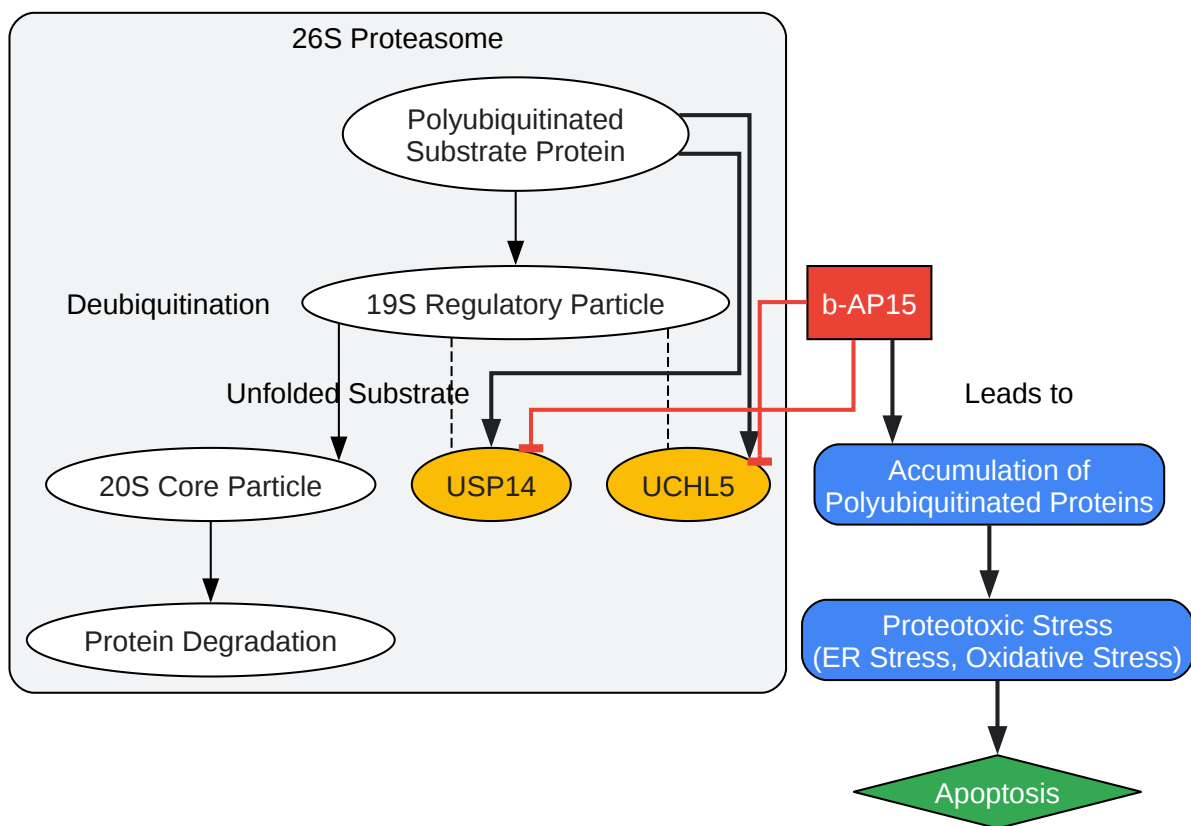 26S Proteasome
Polyubiquitinated
Substrate Protein
Deubiquitination
19S Regulatory Particle
b-AP15
Unfolded Substrate
Leads to
20S Core Particle
USP14
UCHL5
Accumulation of
Polyubiquitinated Proteins
Protein Degradation
Proteotoxic Stress
(ER Stress, Oxidative Stress)
Apoptosis